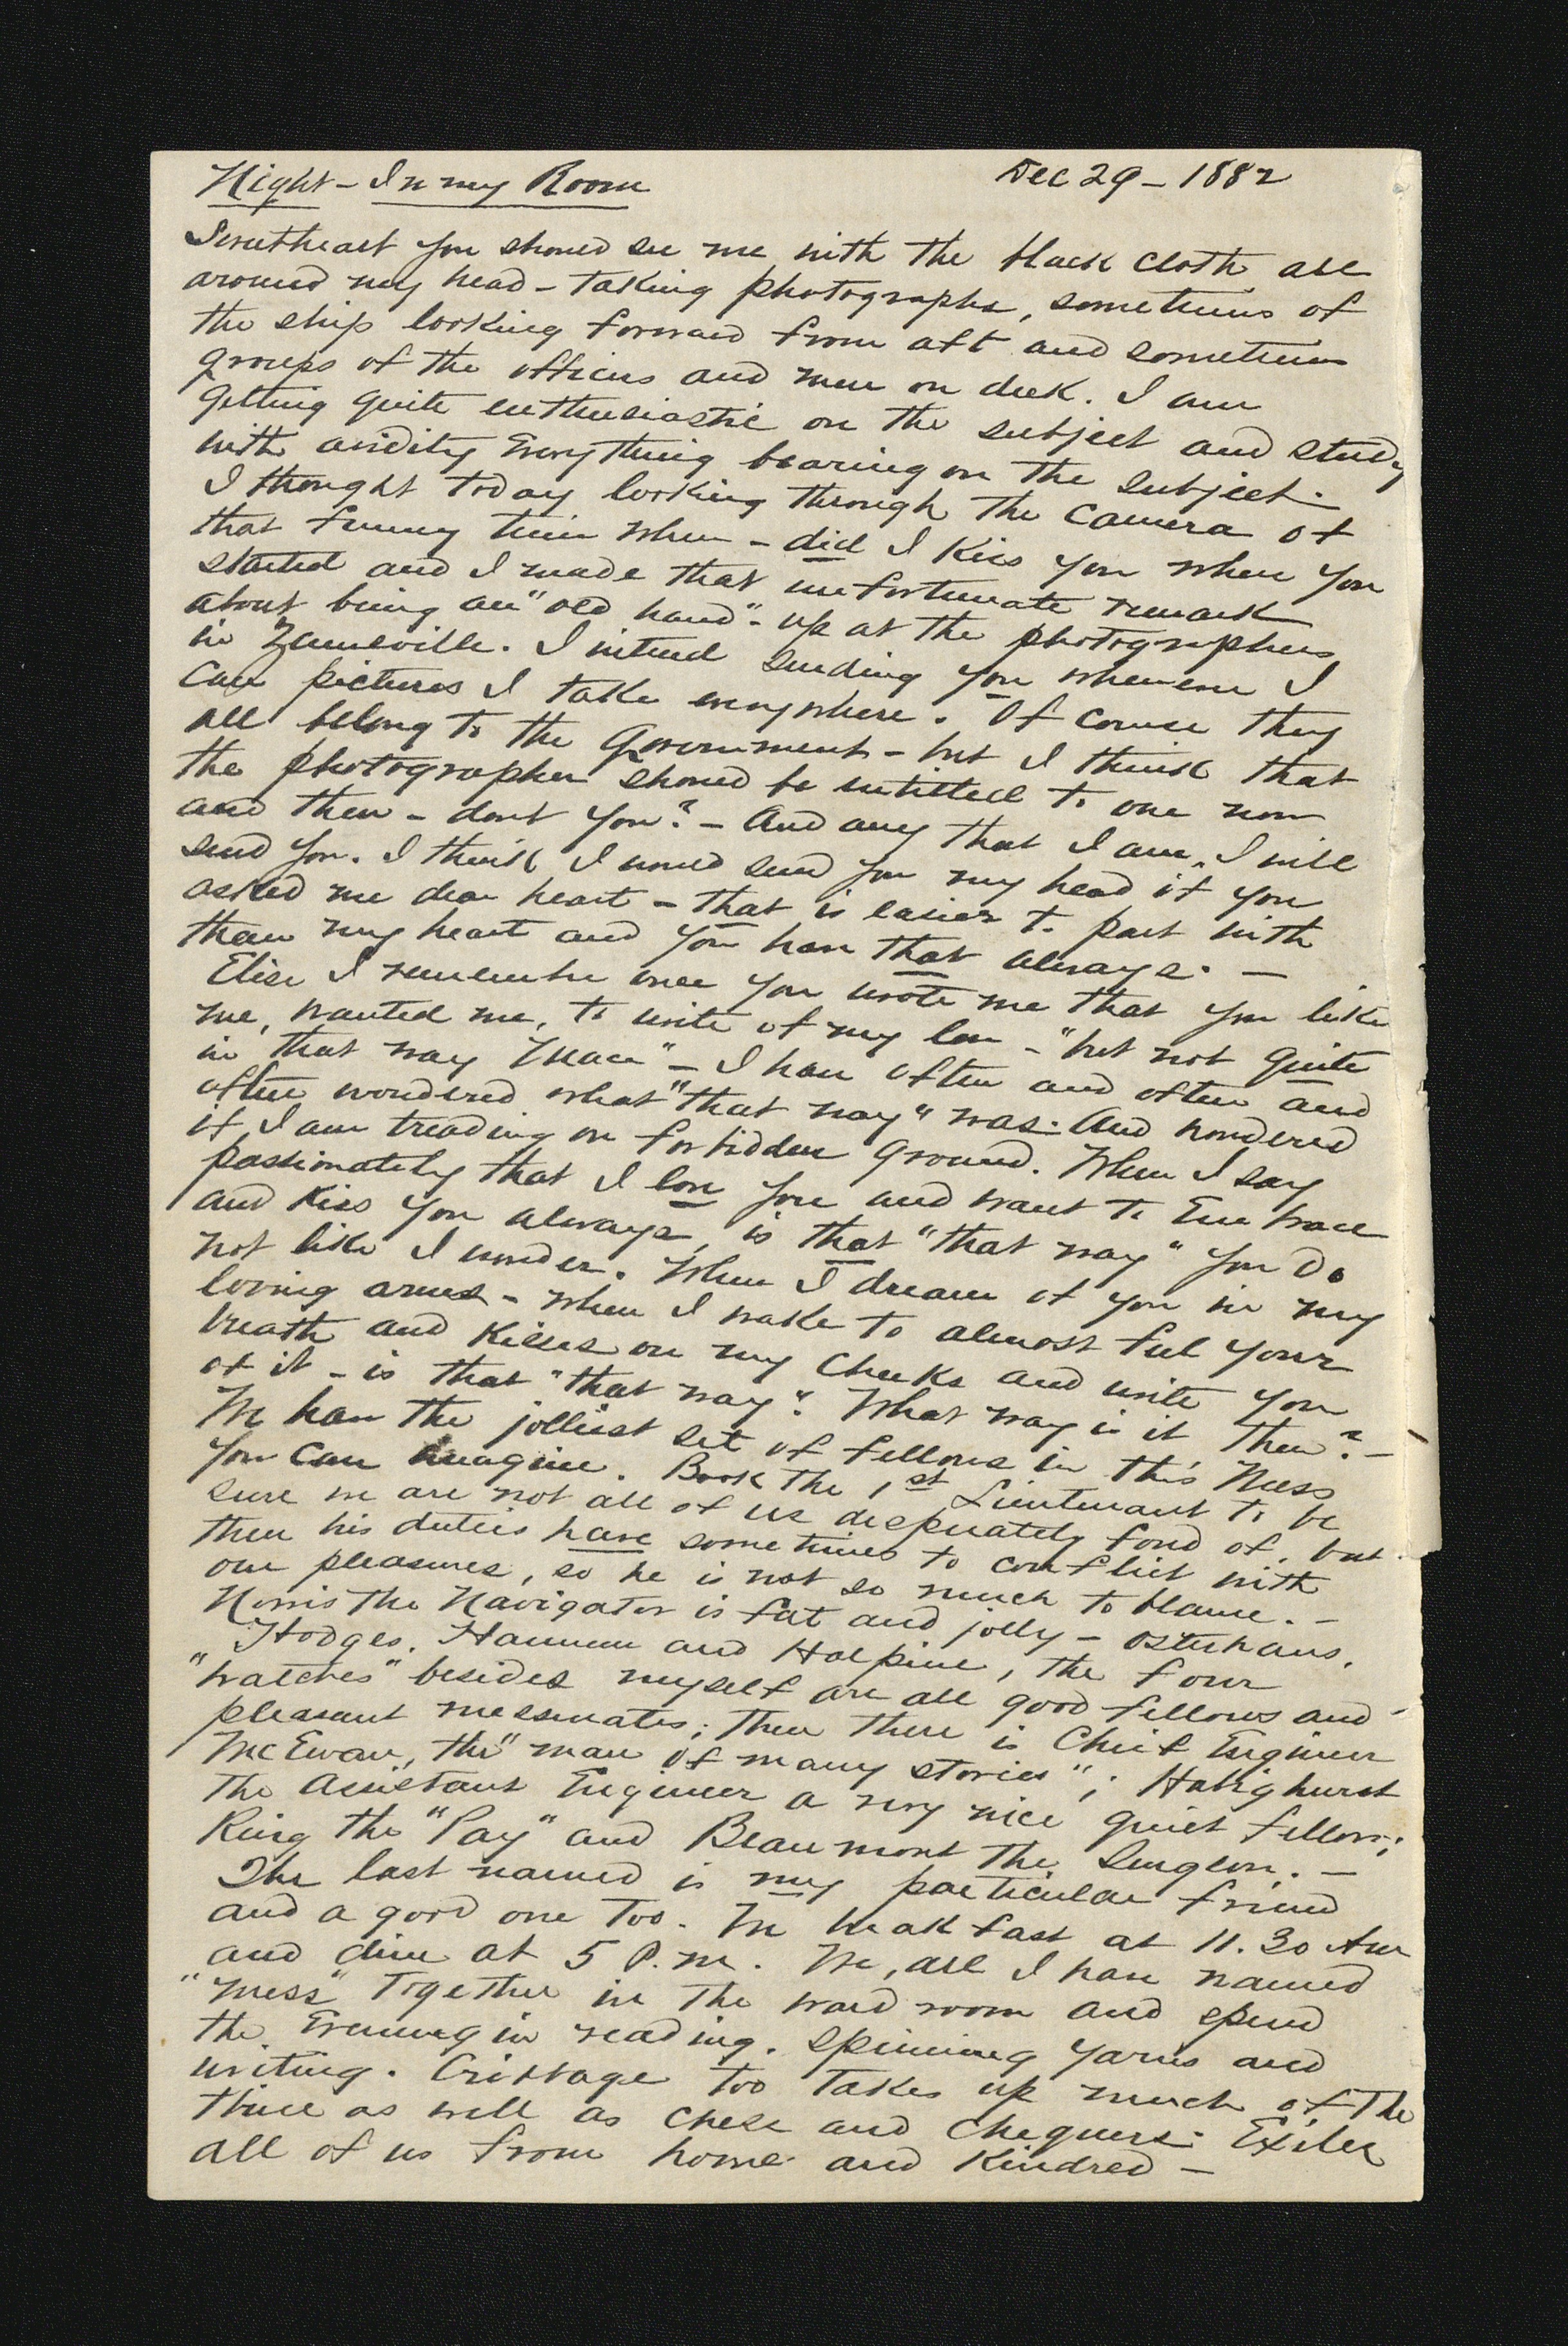 Night - In my Room Dec 29 - 1882
Sweetheart you should see me with the black cloth all
around my head - taking photographs, sometimes of
the ship looking forward from aft and sometimes
groups of the officers and men on deck. I am
getting quite enthusiastic on the subject and study
with avidity everything bearing on the subject.
I thought today looking through the camera of
that funny time when - did I kiss you when you
started and I made that unfortunate remark
about being an "old hand" - up at the photographers
in Zanesville. I intend sending you whenever I
can pictures I take everywhere. Of course they
all belong to the Government - but I think that
the photographer should be entitled to one now
and then - dont you? - And any that I am, I will
send you. I think I would send you my head if you
asked me dear heart - that is easier to part with
than my heart and you have that always. -
Elise I remember once you wrote me that you like
me, wanted me, to write of my love - "but not quite
in that way" - I have often and often and
often wondered what "that way" was. And wondered
if I am treading on forbidden ground. When I say
passionately that I love you and want to embrace
and kiss you always, is that "that way" you do
not like I wonder. When I dream of you in my
loving arms - when I wake to almost feel your
breath and kisses on my cheeks and write you
of it - is that "that way"? What way is it then? -
We have the jolliest set of fellows in this Mess
you can imagine. Book the 1st Lieutenant to be
sure we are not all of us desperately fond of, but
then his duties have sometimes to conflict with
our pleasures, so he is not so much to blame. -
Norris the Navigator is fat and jolly - Osterhaus,
Hodges, Hannum and Halpine, the four
"watches" besides myself are all good fellows and
pleasant messmates; then there is Chief Engineer
McEwan, the "man of many stories"; Habighurst
the Assistant Engineer a very nice quiet fellow;
King the "Pay" and Beaumont the Surgeon. -
The last named is my particular friend
and a good one too. We breakfast at 11.30 Am
and dine at 5 P.m. We, all I have named
"mess" together in the ward room and spend
the Evening in reading, spinning yarns and
writing. Cribbage too takes up much of the
time as well as chess and chequers. Exiles
all of us from home and kindred -